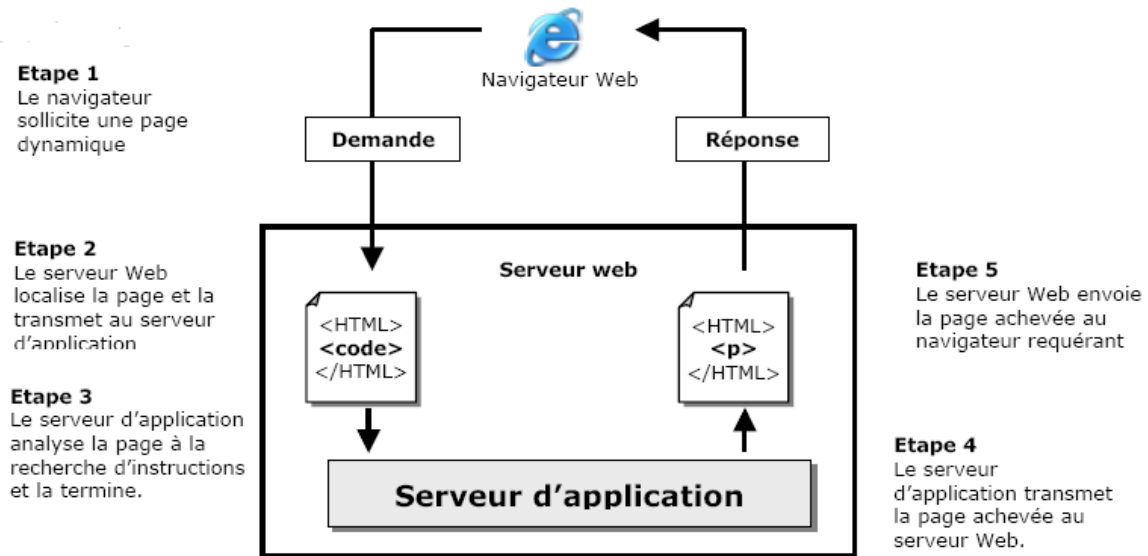 Navigateur Web
Etape 1
Le navigateur
sollicite une page
dynamique
Demande
Réponse
Etape 2
Le serveur Web
localise la page et la
transmet au serveur
d'application
Serveur web
<HTML>
<code>
</HTML>
<HTML>
<p>
</HTML>
Etape 5
Le serveur Web envoie
la page achevée au
navigateur requérant
Etape 3
Le serveur d'application
analyse la page à la
recherche d'instructions
et la termine.
Serveur d'application
Etape 4
Le serveur
d'application transmet
la page achevée au
serveur Web.